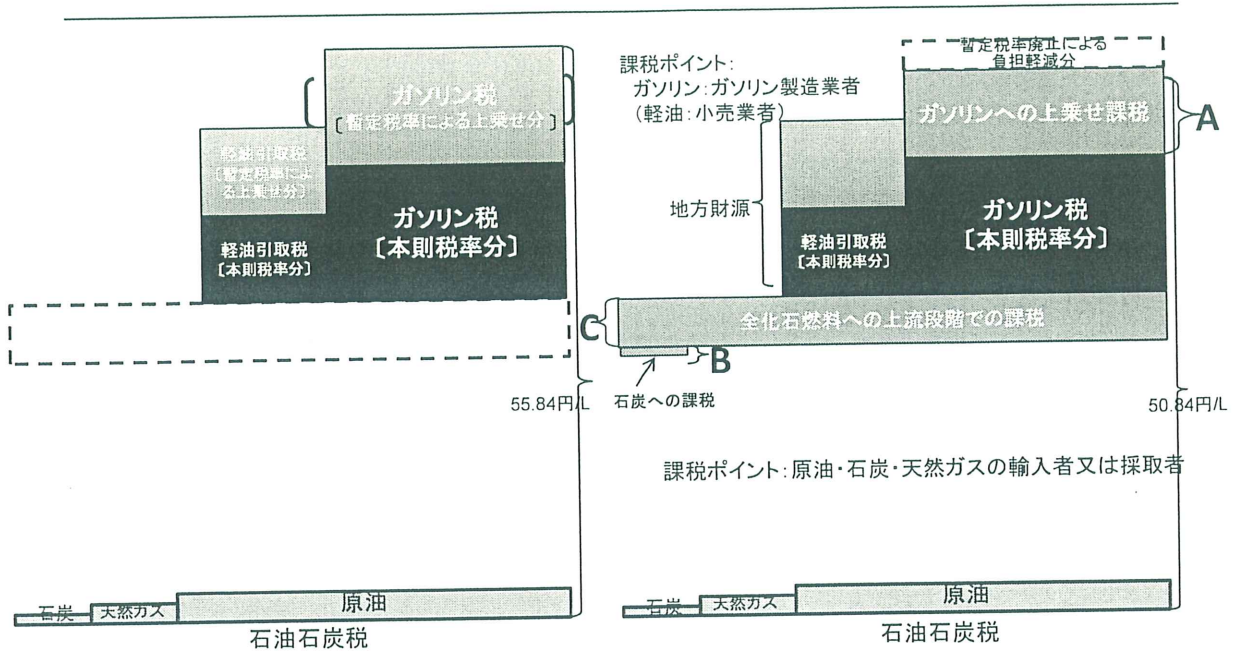 ガソリン税
〔暫定税率による上乗せ分〕
軽油引取税
〔暫定税率によ
る上乗せ分〕
ガソリン税
〔本則税率分〕
軽油引取税
〔本則税率分〕
55.84円/L
石炭
天然ガス
原油
石油石炭税
課税ポイント:
ガソリン:ガソリン製造業者
(軽油:小売業者)
暫定税率廃止による
負担軽減分
ガソリンへの上乗せ課税
A
地方財源
ガソリン税
〔本則税率分〕
軽油引取税
〔本則税率分〕
C
全化石燃料への上流段階での課税
B
石炭への課税
50.84円/L
課税ポイント:原油・石炭・天然ガスの輸入者又は採取者
石炭
天然ガス
原油
石油石炭税